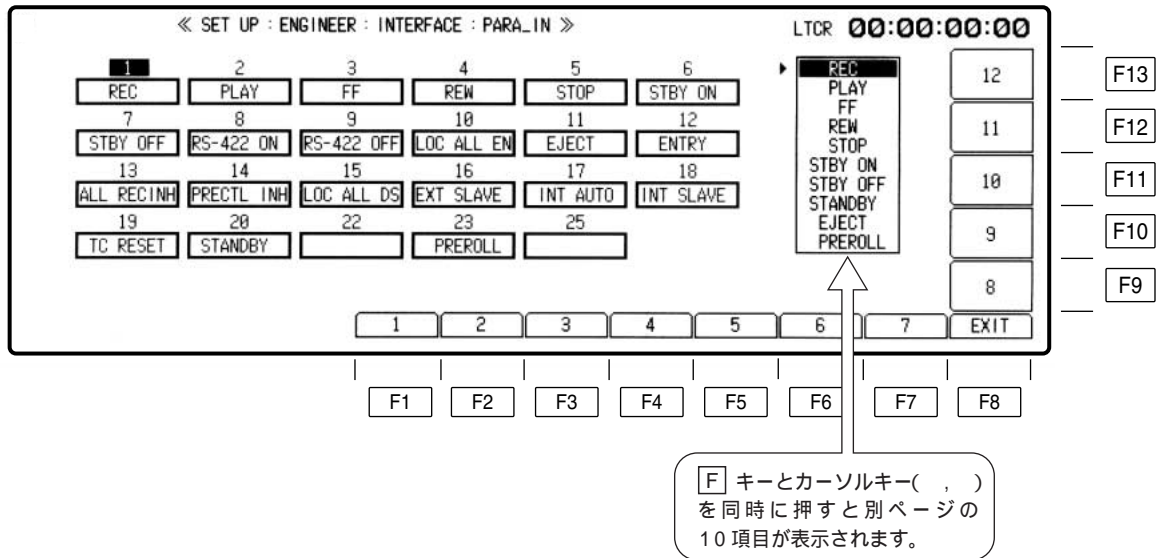 ≪ SET UP : ENGINEER : INTERFACE : PARA_IN ≫ LTCR 00:00:00:00
1 2 3 4 5 6
REC PLAY FF REW STOP STBY ON
7 8 9 10 11 12
STBY OFF RS-422 ON RS-422 OFF LOC ALL EN EJECT ENTRY
13 14 15 16 17 18
ALL RECINH PRECTL INH LOC ALL DS EXT SLAVE INT AUTO INT SLAVE
19 20 22 23 25
TC RESET STANDBY PREROLL
REC
PLAY
FF
REW
STOP
STBY ON
STBY OFF
STANDBY
EJECT
PREROLL
12 F13
11 F12
10 F11
9 F10
8 F9
1 2 3 4 5 6 7 EXIT
F1 F2 F3 F4 F5 F6 F7 F8
F キーとカーソルキー( , )
を同時に押すと別ページの
10項目が表示されます。